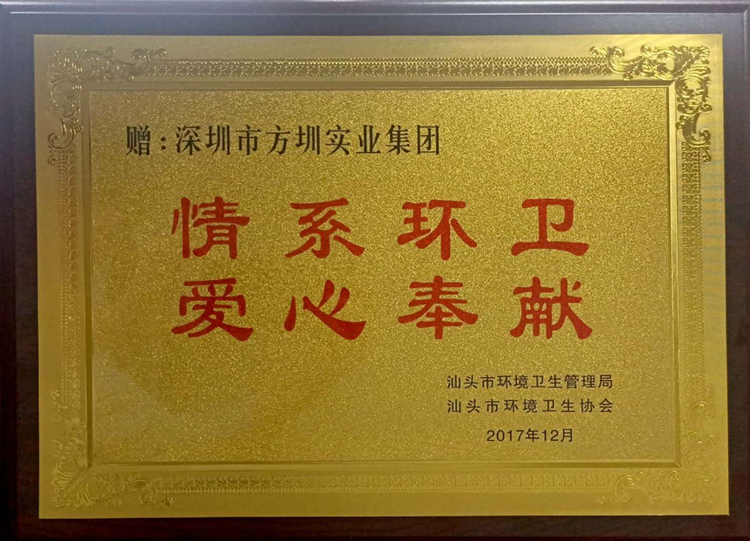 赠：深圳市方圳实业集团
情系环卫
爱心奉献
汕头市环境卫生管理局
汕头市环境卫生协会
2017年12月